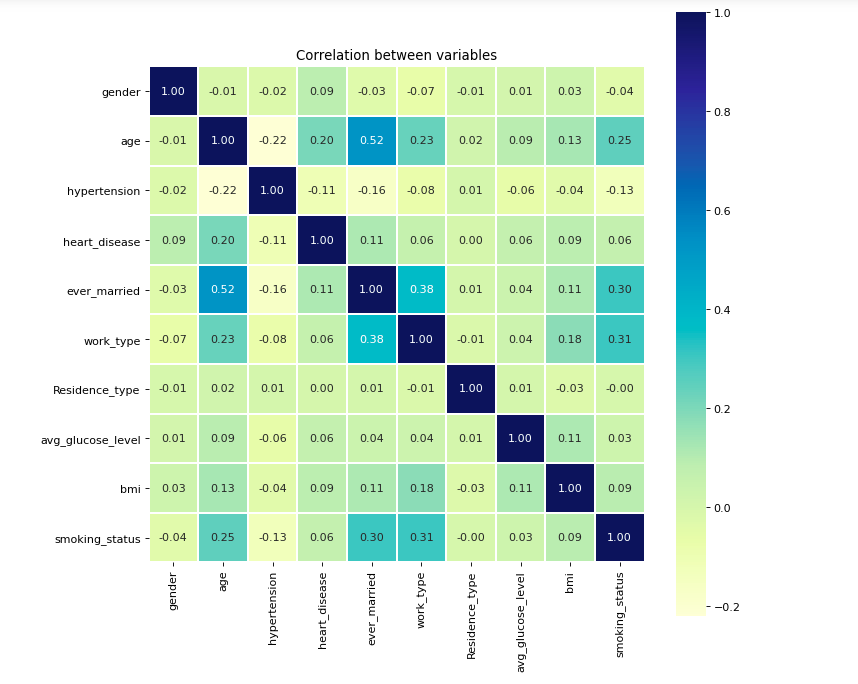 Correlation between variables
gender 1.00 -0.01 -0.02 0.09 -0.03 -0.07 -0.01 0.01 0.03 -0.04
age -0.01 1.00 -0.22 0.20 0.52 0.23 0.02 0.09 0.13 0.25
hypertension -0.02 -0.22 1.00 -0.11 -0.16 -0.08 0.01 -0.06 -0.04 -0.13
heart_disease 0.09 0.20 -0.11 1.00 0.11 0.06 0.00 0.06 0.09 0.06
ever_married -0.03 0.52 -0.16 0.11 1.00 0.38 0.01 0.04 0.11 0.30
work_type -0.07 0.23 -0.08 0.06 0.38 1.00 -0.01 0.04 0.18 0.31
Residence_type -0.01 0.02 0.01 0.00 0.01 -0.01 1.00 0.01 -0.03 -0.00
avg_glucose_level 0.01 0.09 -0.06 0.06 0.04 0.04 0.01 1.00 0.11 0.03
bmi 0.03 0.13 -0.04 0.09 0.11 0.18 -0.03 0.11 1.00 0.09
smoking_status -0.04 0.25 -0.13 0.06 0.30 0.31 -0.00 0.03 0.09 1.00
gender age hypertension heart_disease ever_married work_type Residence_type avg_glucose_level bmi smoking_status
1.0
0.8
0.6
0.4
0.2
0.0
−0.2